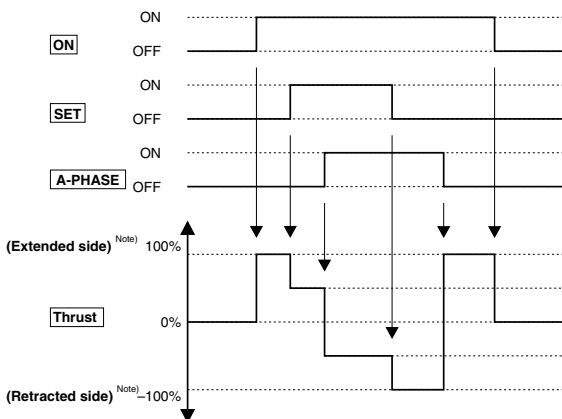 ON
ON
OFF
ON
SET
OFF
ON
A-PHASE
OFF
(Extended side) Note) 100%
Thrust
0%
(Retracted side) Note) –100%